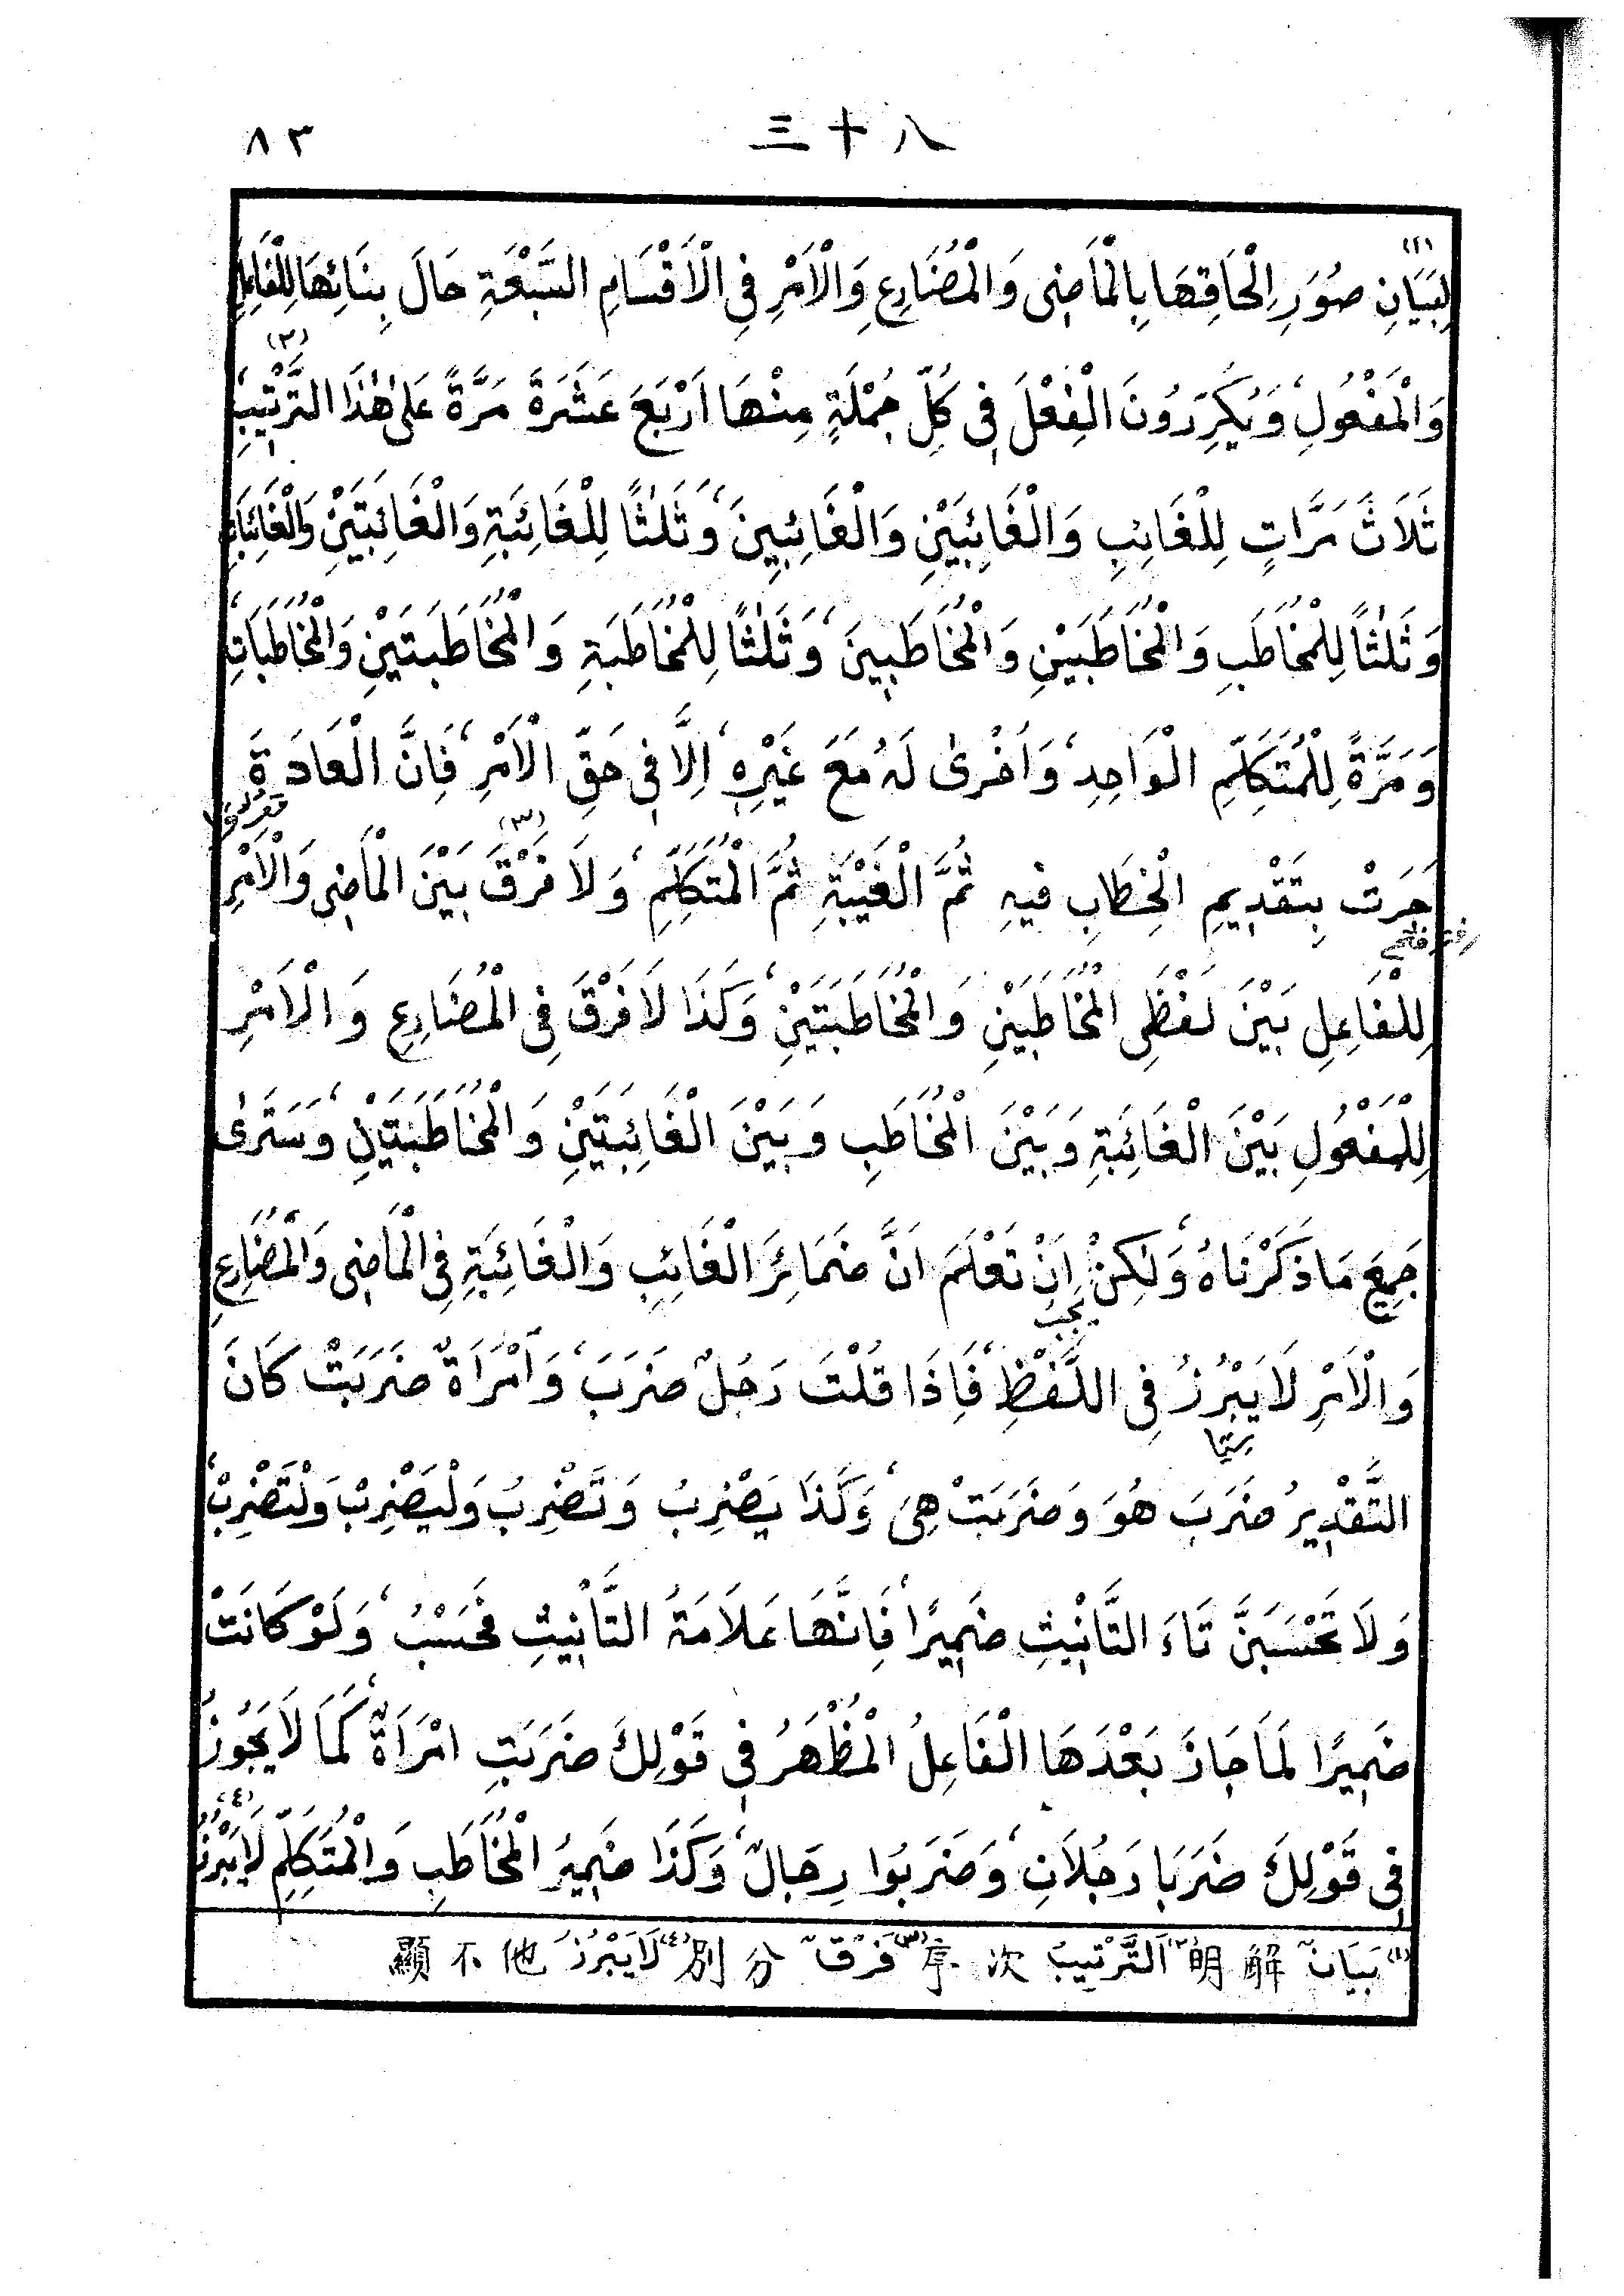 ٨٣ 三十八
لِبَيَانِ(١) صُوَرِ اِلْحَاقِهَا بِالْمَاضِى وَالْمُضَارِعِ وَالْاَمْرِ فِى الْاَقْسَامِ السَّبْعَةِ حَالَ بِنَائِهَا لِلْفَاعِلِ
وَالْمَفْعُولِ، وَيُكَرِّرُونَ الْفِعْلَ فِى كُلِّ جُمْلَةٍ مِنْهَا اَرْبَعَ عَشْرَةَ مَرَّةً عَلٰى هٰذَا التَّرْتِيبِ(٢)،
ثَلَاثَ مَرَّاتٍ لِلْغَائِبِ وَالْغَائِبَيْنِ وَالْغَائِبِينَ، وَثَلٰثًا لِلْغَائِبَةِ وَالْغَائِبَتَيْنِ وَالْغَائِبَاتِ،
وَثَلٰثًا لِلْمُخَاطَبِ وَالْمُخَاطَبَيْنِ وَالْمُخَاطَبِينَ، وَثَلٰثًا لِلْمُخَاطَبَةِ وَالْمُخَاطَبَتَيْنِ وَالْمُخَاطَبَاتِ،
وَمَرَّةً لِلْمُتَكَلِّمِ الْوَاحِدِ، وَاُخْرٰى لَهُ مَعَ غَيْرِهِ، اِلَّا فِى حَقِّ الْاَمْرِ، فَاِنَّ الْعَادَةَ
جَرَتْ بِتَقْدِيمِ الْخِطَابِ فِيهِ ثُمَّ الْغَيْبَةِ ثُمَّ الْمُتَكَلِّمِ، وَلَا فَرْقَ(٣) بَيْنَ الْمَاضِى وَالْاَمْرِ
لِلْفَاعِلِ بَيْنَ لَفْظَىِ الْمُخَاطَبَيْنِ وَالْمُخَاطَبَتَيْنِ، وَكَذَا لَا فَرْقَ فِى الْمُضَارِعِ وَالْاَمْرِ
لِلْمَفْعُولِ بَيْنَ الْغَائِبَةِ وَبَيْنَ الْمُخَاطَبِ وَبَيْنَ الْغَائِبَتَيْنِ وَالْمُخَاطَبَتَيْنِ، وَسَتَرٰى
جَمِيعَ مَا ذَكَرْنَاهُ، وَلٰكِنْ يَجِبُ اَنْ تَعْلَمَ اَنَّ ضَمَائِرَ الْغَائِبِ وَالْغَائِبَةِ فِى الْمَاضِى وَالْمُضَارِعِ
وَالْاَمْرِ لَا يَبْرُزُ فِى اللَّفْظِ، فَاِذَا قُلْتَ رَجُلٌ ضَرَبَ، وَامْرَاَةٌ ضَرَبَتْ كَانَ
التَّقْدِيرُ ضَرَبَ هُوَ وَضَرَبَتْ هِىَ، وَكَذَا يَضْرِبُ وَتَضْرِبُ وَلْيَضْرِبْ وَلْتَضْرِبْ،
وَلَا تَحْسَبَنَّ تَاءَ التَّانِيثِ ضَمِيرًا، فَاِنَّهَا عَلَامَةُ التَّانِيثِ فَحَسْبُ، وَلَوْ كَانَتْ
ضَمِيرًا لَمَا جَازَ بَعْدَهَا الْفَاعِلُ الْمُظْهَرُ فِى قَوْلِكَ ضَرَبَتِ امْرَاَةٌ، كَمَا لَا يَجُوزُ
فِى قَوْلِكَ ضَرَبَا رَجُلَانِ، وَضَرَبُوا رِجَالٌ، وَكَذَا ضَمِيرُ الْمُخَاطَبِ وَالْمُتَكَلِّمِ لَا يَبْرُزُ(٤)
(١) بَيَانٌ 解明 (٢) اَلتَّرْتِيبُ 次序 (٣) فَرْقٌ 分別 (٤) لَا يَبْرُزُ 他不顯